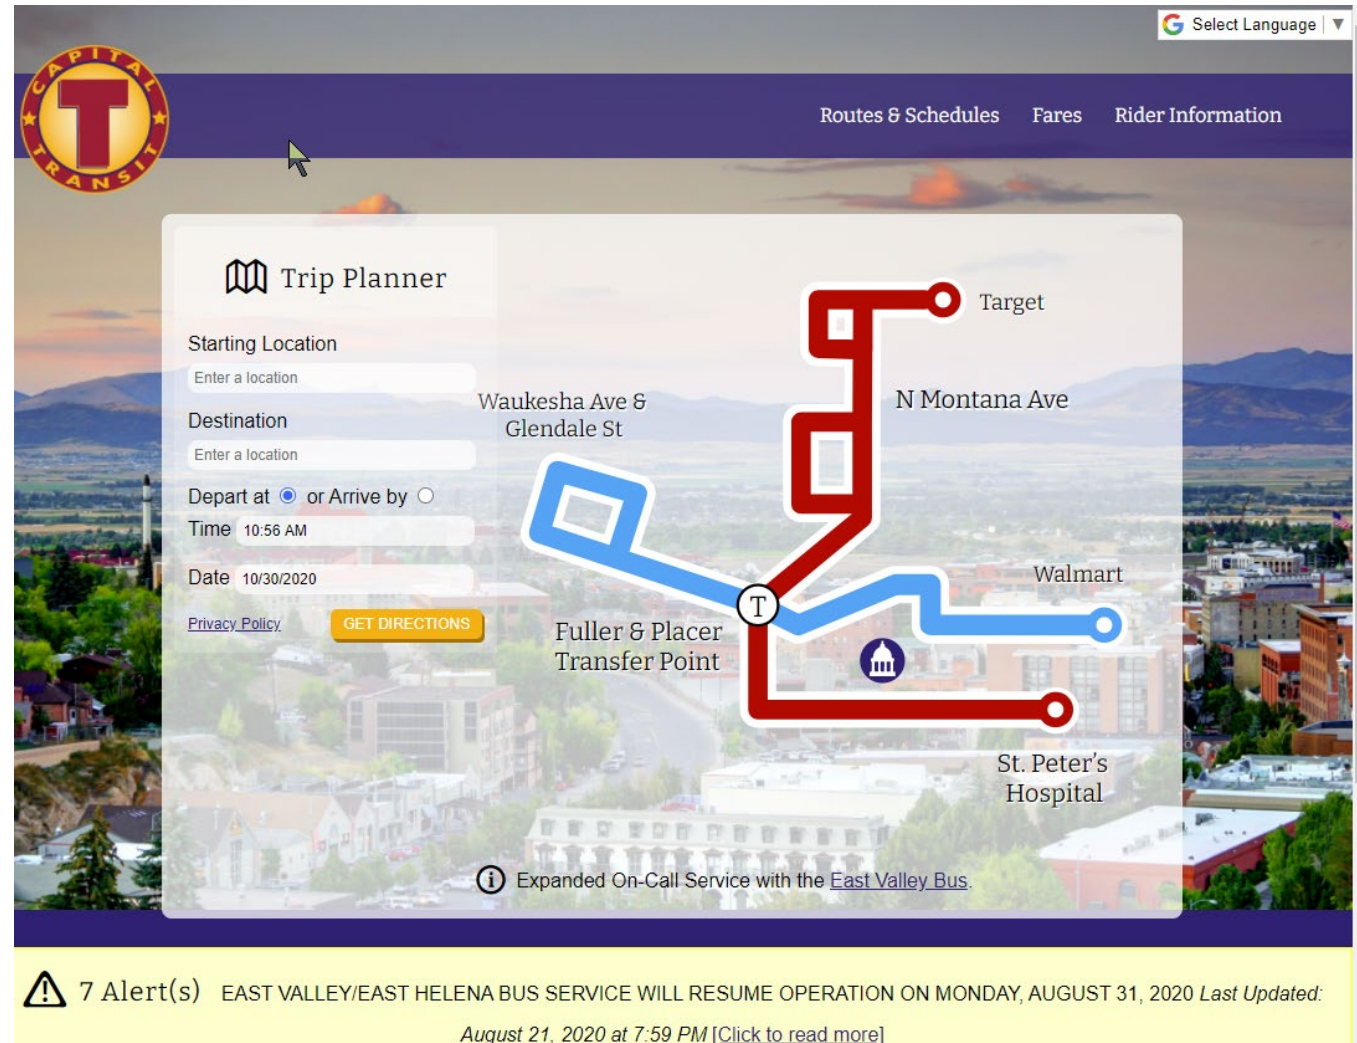 Select Language ▼
CAPITAL
T
TRANSIT
Routes & Schedules Fares Rider Information
Trip Planner
Starting Location
Enter a location
Destination
Enter a location
Depart at or Arrive by
Time 10:56 AM
Date 10/30/2020
Privacy Policy GET DIRECTIONS
Target
N Montana Ave
Waukesha Ave &
Glendale St
Walmart
T
Fuller & Placer
Transfer Point
St. Peter's
Hospital
Expanded On-Call Service with the East Valley Bus.
7 Alert(s) EAST VALLEY/EAST HELENA BUS SERVICE WILL RESUME OPERATION ON MONDAY, AUGUST 31, 2020 Last Updated:
August 21, 2020 at 7:59 PM [Click to read more]